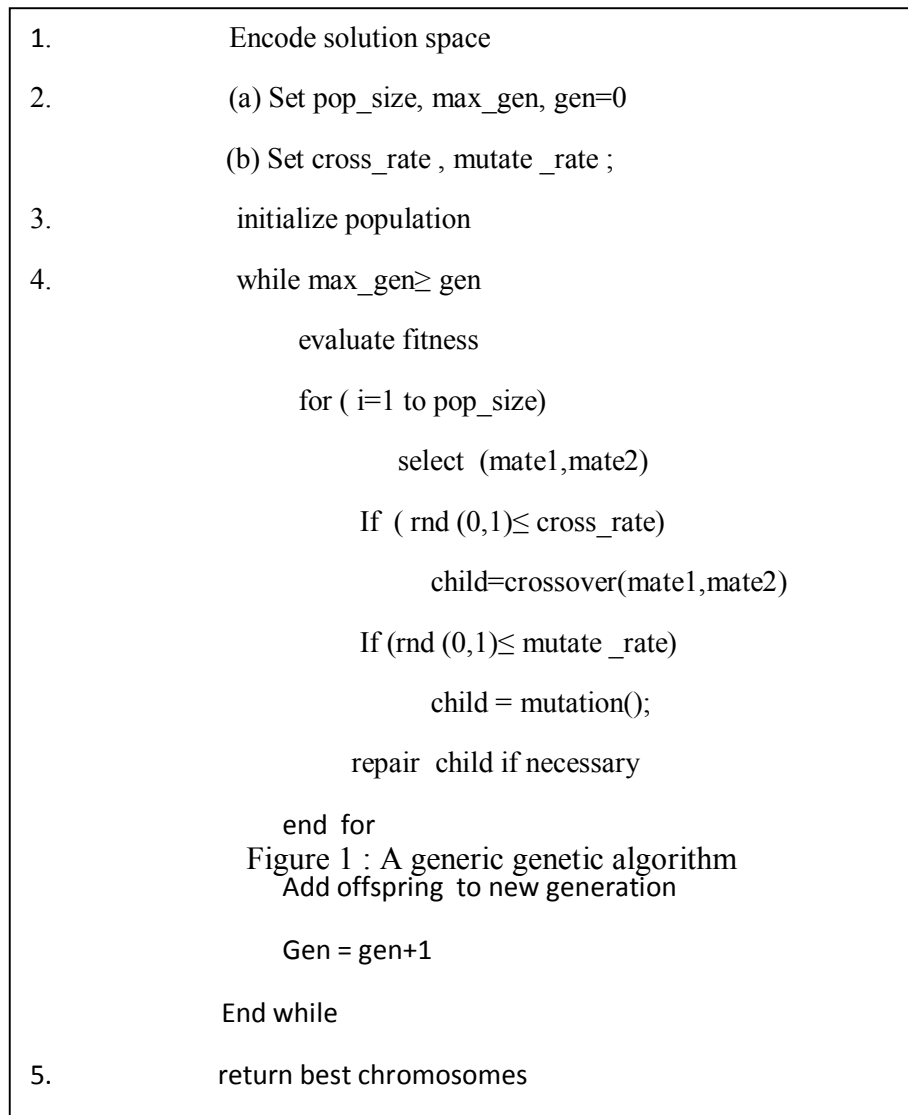 1. Encode solution space
2. (a) Set pop_size, max_gen, gen=0
(b) Set cross_rate , mutate _rate ;
3. initialize population
4. while max_gen≥ gen
evaluate fitness
for ( i=1 to pop_size)
select (mate1,mate2)
If ( rnd (0,1)≤ cross_rate)
child=crossover(mate1,mate2)
If (rnd (0,1)≤ mutate _rate)
child = mutation();
repair child if necessary
end for
Figure 1 : A generic genetic algorithm
Add offspring to new generation
Gen = gen+1
End while
5. return best chromosomes